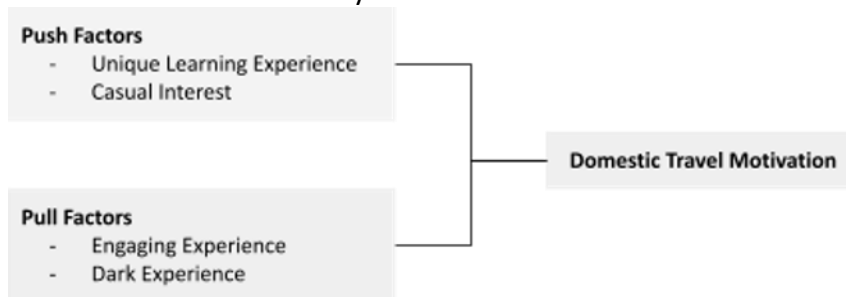 Push Factors
- Unique Learning Experience
- Casual Interest
Domestic Travel Motivation
Pull Factors
- Engaging Experience
- Dark Experience